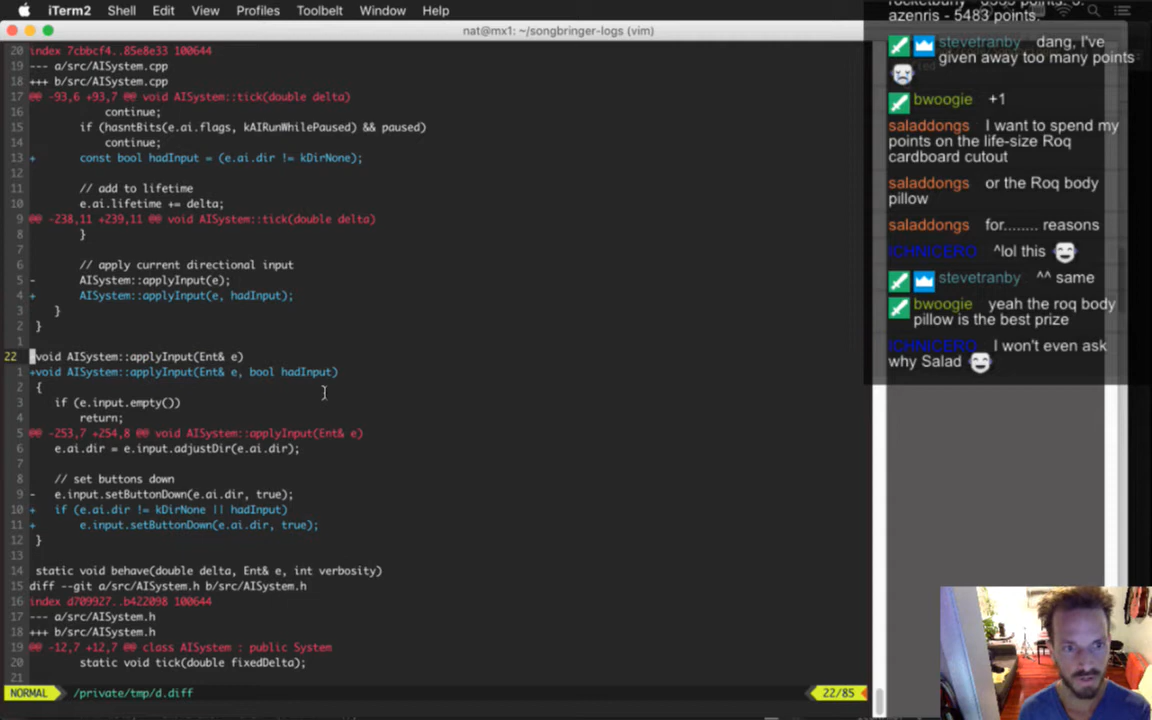 iTerm2 Shell Edit View Profiles Toolbelt Window Help
nat@mx1: ~/songbringer-logs (vim)
20 index 7cbbcf4..85e8e33 100644
19 --- a/src/AISystem.cpp
18 +++ b/src/AISystem.cpp
17 @@ -93,6 +93,7 @@ void AISystem::tick(double delta)
16 continue;
15 if (hasntBits(e.ai.flags, kAIRunWhilePaused) && paused)
14 continue;
13 + const bool hadInput = (e.ai.dir != kDirNone);
12
11 // add to lifetime
10 e.ai.lifetime += delta;
9 @@ -238,11 +239,11 @@ void AISystem::tick(double delta)
8 }
7
6 // apply current directional input
5 - AISystem::applyInput(e);
4 + AISystem::applyInput(e, hadInput);
3 }
2 }
1
22 void AISystem::applyInput(Ent& e)
1 +void AISystem::applyInput(Ent& e, bool hadInput)
2 {
3 if (e.input.empty())
4 return;
5 @@ -253,7 +254,8 @@ void AISystem::applyInput(Ent& e)
6 e.ai.dir = e.input.adjustDir(e.ai.dir);
7
8 // set buttons down
9 - e.input.setButtonDown(e.ai.dir, true);
10 + if (e.ai.dir != kDirNone || hadInput)
11 + e.input.setButtonDown(e.ai.dir, true);
12 }
13
14 static void behave(double delta, Ent& e, int verbosity)
15 diff --git a/src/AISystem.h b/src/AISystem.h
16 index d709927..b422098 100644
17 --- a/src/AISystem.h
18 +++ b/src/AISystem.h
19 @@ -12,7 +12,7 @@ class AISystem : public System
20 static void tick(double fixedDelta);
21
NORMAL /private/tmp/d.diff 22/85
azenris - 5483 points.
stevetranby dang, I've
given away too many points
bwoogie +1
saladdongs I want to spend my
points on the life-size Roq
cardboard cutout
saladdongs or the Roq body
pillow
saladdongs for........ reasons
ICHNICERO ^lol this
stevetranby ^^ same
bwoogie yeah the roq body
pillow is the best prize
ICHNICERO I won't even ask
why Salad